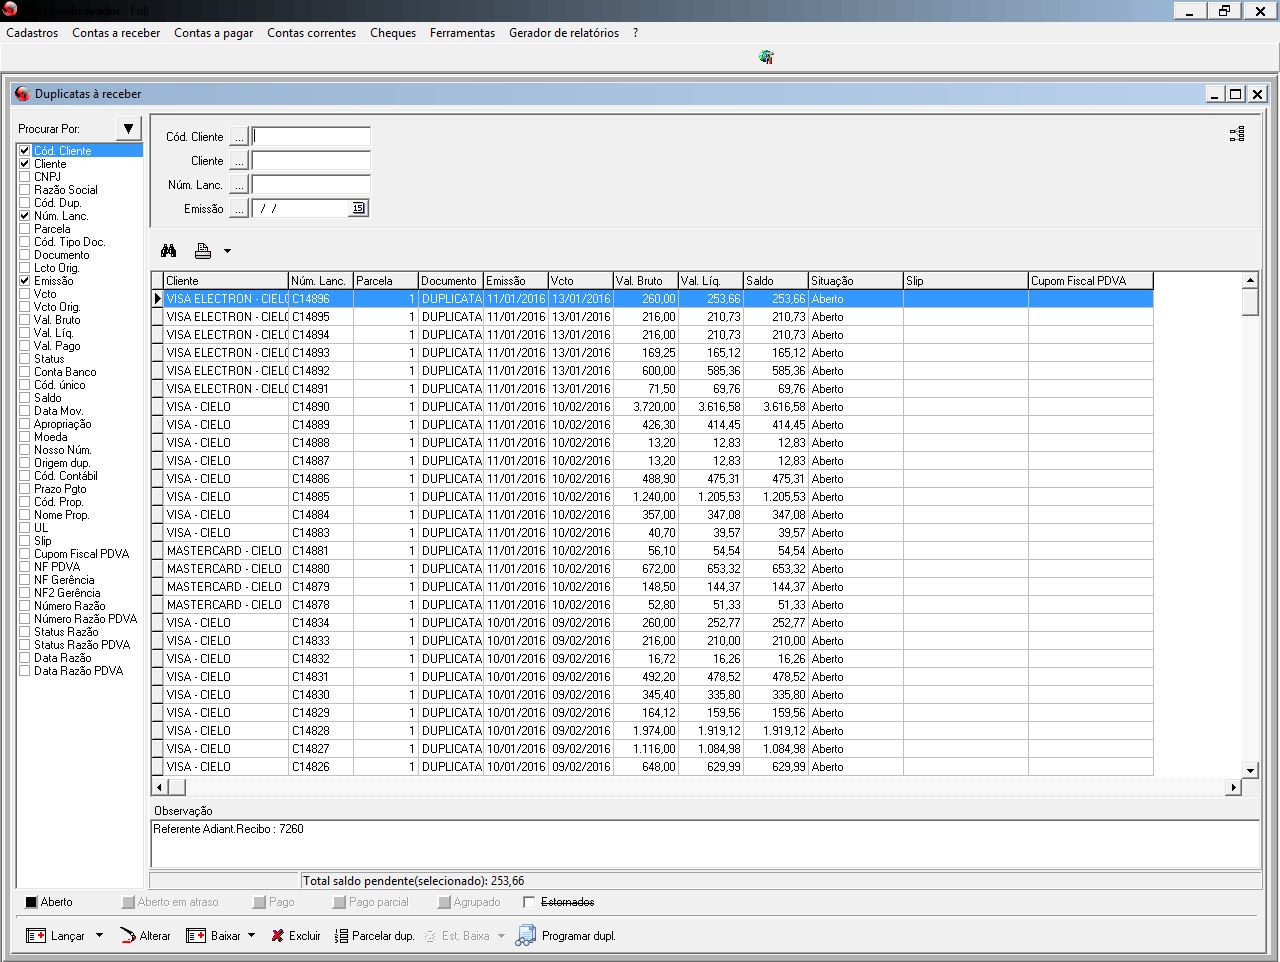 Desbravador Full
Cadastros Contas a receber Contas a pagar Contas correntes Cheques Ferramentas Gerador de relatórios ?
Duplicatas à receber
Procurar Por:
Cód. Cliente
Cliente
CNPJ
Razão Social
Cód. Dup.
Núm. Lanc.
Parcela
Cód. Tipo Doc.
Documento
Lcto Orig.
Emissão
Vcto
Vcto Orig.
Val. Bruto
Val. Líq.
Val. Pago
Status
Conta Banco
Cód. único
Saldo
Data Mov.
Apropriação
Moeda
Nosso Núm.
Origem dup.
Cód. Contábil
Prazo Pgto
Cód. Prop.
Nome Prop.
UL
Slip
Cupom Fiscal PDVA
NF PDVA
NF Gerência
NF2 Gerência
Número Razão
Número Razão PDVA
Status Razão
Status Razão PDVA
Data Razão
Data Razão PDVA
Cód. Cliente ...
Cliente ...
Núm. Lanc. ...
Emissão ... / / 15
Cliente Núm. Lanc. Parcela Documento Emissão Vcto Val. Bruto Val. Líq. Saldo Situação Slip Cupom Fiscal PDVA
VISA ELECTRON - CIELO C14896 1 DUPLICATA 11/01/2016 13/01/2016 260,00 253,66 253,66 Aberto
VISA ELECTRON - CIELO C14895 1 DUPLICATA 11/01/2016 13/01/2016 216,00 210,73 210,73 Aberto
VISA ELECTRON - CIELO C14894 1 DUPLICATA 11/01/2016 13/01/2016 216,00 210,73 210,73 Aberto
VISA ELECTRON - CIELO C14893 1 DUPLICATA 11/01/2016 13/01/2016 169,25 165,12 165,12 Aberto
VISA ELECTRON - CIELO C14892 1 DUPLICATA 11/01/2016 13/01/2016 600,00 585,36 585,36 Aberto
VISA ELECTRON - CIELO C14891 1 DUPLICATA 11/01/2016 13/01/2016 71,50 69,76 69,76 Aberto
VISA - CIELO C14890 1 DUPLICATA 11/01/2016 10/02/2016 3.720,00 3.616,58 3.616,58 Aberto
VISA - CIELO C14889 1 DUPLICATA 11/01/2016 10/02/2016 426,30 414,45 414,45 Aberto
VISA - CIELO C14888 1 DUPLICATA 11/01/2016 10/02/2016 13,20 12,83 12,83 Aberto
VISA - CIELO C14887 1 DUPLICATA 11/01/2016 10/02/2016 13,20 12,83 12,83 Aberto
VISA - CIELO C14886 1 DUPLICATA 11/01/2016 10/02/2016 488,90 475,31 475,31 Aberto
VISA - CIELO C14885 1 DUPLICATA 11/01/2016 10/02/2016 1.240,00 1.205,53 1.205,53 Aberto
VISA - CIELO C14884 1 DUPLICATA 11/01/2016 10/02/2016 357,00 347,08 347,08 Aberto
VISA - CIELO C14883 1 DUPLICATA 11/01/2016 10/02/2016 40,70 39,57 39,57 Aberto
MASTERCARD - CIELO C14881 1 DUPLICATA 11/01/2016 10/02/2016 56,10 54,54 54,54 Aberto
MASTERCARD - CIELO C14880 1 DUPLICATA 11/01/2016 10/02/2016 672,00 653,32 653,32 Aberto
MASTERCARD - CIELO C14879 1 DUPLICATA 11/01/2016 10/02/2016 148,50 144,37 144,37 Aberto
MASTERCARD - CIELO C14878 1 DUPLICATA 11/01/2016 10/02/2016 52,80 51,33 51,33 Aberto
VISA - CIELO C14834 1 DUPLICATA 10/01/2016 09/02/2016 260,00 252,77 252,77 Aberto
VISA - CIELO C14833 1 DUPLICATA 10/01/2016 09/02/2016 216,00 210,00 210,00 Aberto
VISA - CIELO C14832 1 DUPLICATA 10/01/2016 09/02/2016 16,72 16,26 16,26 Aberto
VISA - CIELO C14831 1 DUPLICATA 10/01/2016 09/02/2016 492,20 478,52 478,52 Aberto
VISA - CIELO C14830 1 DUPLICATA 10/01/2016 09/02/2016 345,40 335,80 335,80 Aberto
VISA - CIELO C14829 1 DUPLICATA 10/01/2016 09/02/2016 164,12 159,56 159,56 Aberto
VISA - CIELO C14828 1 DUPLICATA 10/01/2016 09/02/2016 1.974,00 1.919,12 1.919,12 Aberto
VISA - CIELO C14827 1 DUPLICATA 10/01/2016 09/02/2016 1.116,00 1.084,98 1.084,98 Aberto
VISA - CIELO C14826 1 DUPLICATA 10/01/2016 09/02/2016 648,00 629,99 629,99 Aberto
Observação
Referente Adiant.Recibo : 7260
Total saldo pendente(selecionado): 253,66
Aberto Aberto em atraso Pago Pago parcial Agrupado Estornados
Lançar Alterar Baixar Excluir Parcelar dup. Est. Baixa Programar dupl.